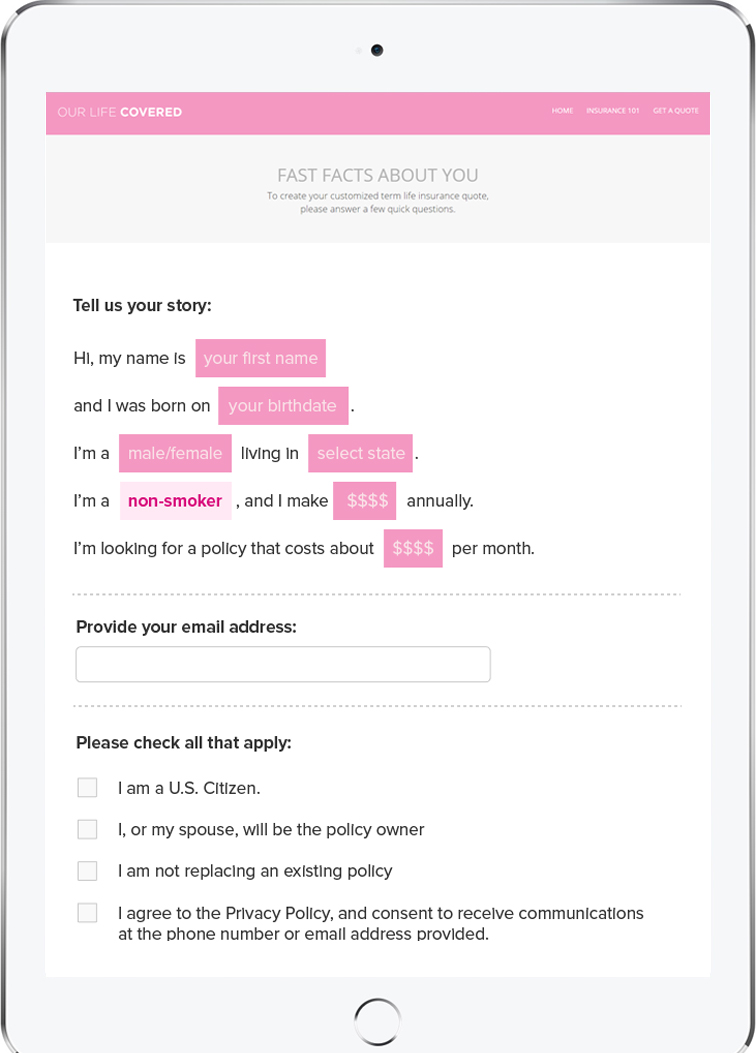 OUR LIFE COVERED HOME INSURANCE 101 GET A QUOTE
FAST FACTS ABOUT YOU
To create your customized term life insurance quote,
please answer a few quick questions.
Tell us your story:
Hi, my name is your first name
and I was born on your birthdate .
I'm a male/female living in select state .
I'm a non-smoker , and I make $$$$ annually.
I'm looking for a policy that costs about $$$$ per month.
Provide your email address:
Please check all that apply:
I am a U.S. Citizen.
I, or my spouse, will be the policy owner
I am not replacing an existing policy
I agree to the Privacy Policy, and consent to receive communications
at the phone number or email address provided.